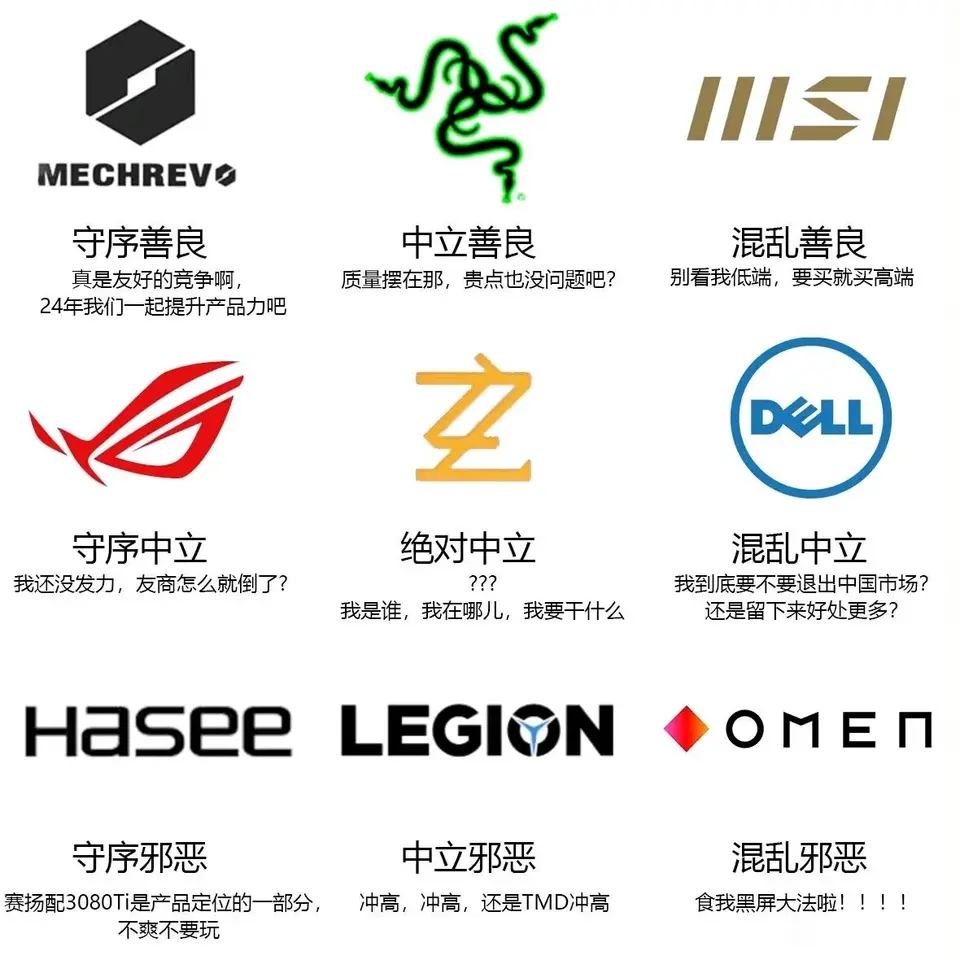 MECHREVO
MSI
守序善良
中立善良
混乱善良
真是友好的竞争啊,
24年我们一起提升产品力吧
质量摆在那,贵点也没问题吧?
别看我低端,要买就买高端
DELL
守序中立
绝对中立
混乱中立
我还没发力,友商怎么就倒了?
???
我是谁,我在哪儿,我要干什么
我到底要不要退出中国市场?
还是留下来好处更多?
Hasee
LEGION
OMEN
守序邪恶
中立邪恶
混乱邪恶
赛扬配3080Ti是产品定位的一部分,
不爽不要玩
冲高,冲高,还是TMD冲高
食我黑屏大法啦!!!!